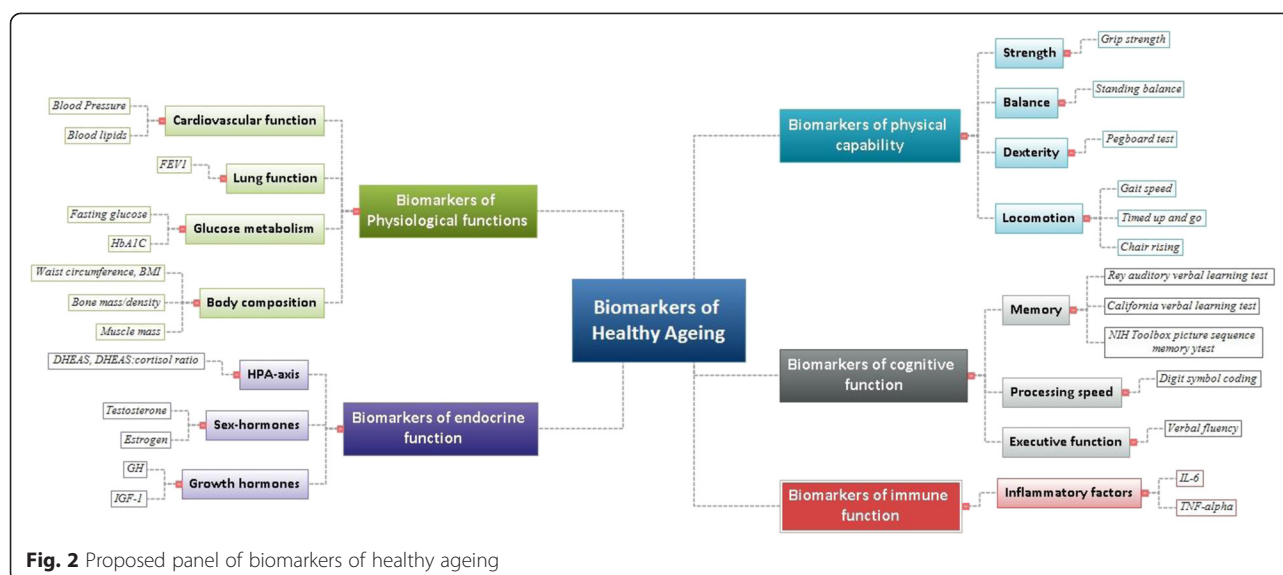 Biomarkers of
Healthy Ageing
Biomarkers of
Physiological functions
Cardiovascular function
Blood Pressure
Blood lipids
Lung function
FEV1
Glucose metabolism
Fasting glucose
HbA1C
Body composition
Waist circumference, BMI
Bone mass/density
Muscle mass
Biomarkers of endocrine
function
HPA-axis
DHEAS, DHEAS:cortisol ratio
Sex-hormones
Testosterone
Estrogen
Growth hormones
GH
IGF-1
Biomarkers of physical
capability
Strength
Grip strength
Balance
Standing balance
Dexterity
Pegboard test
Locomotion
Gait speed
Timed up and go
Chair rising
Biomarkers of cognitive
function
Memory
Rey auditory verbal learning test
California verbal learning test
NIH Toolbox picture sequence
memory ytest
Processing speed
Digit symbol coding
Executive function
Verbal fluency
Biomarkers of immune
function
Inflammatory factors
IL-6
TNF-alpha
Fig. 2 Proposed panel of biomarkers of healthy ageing